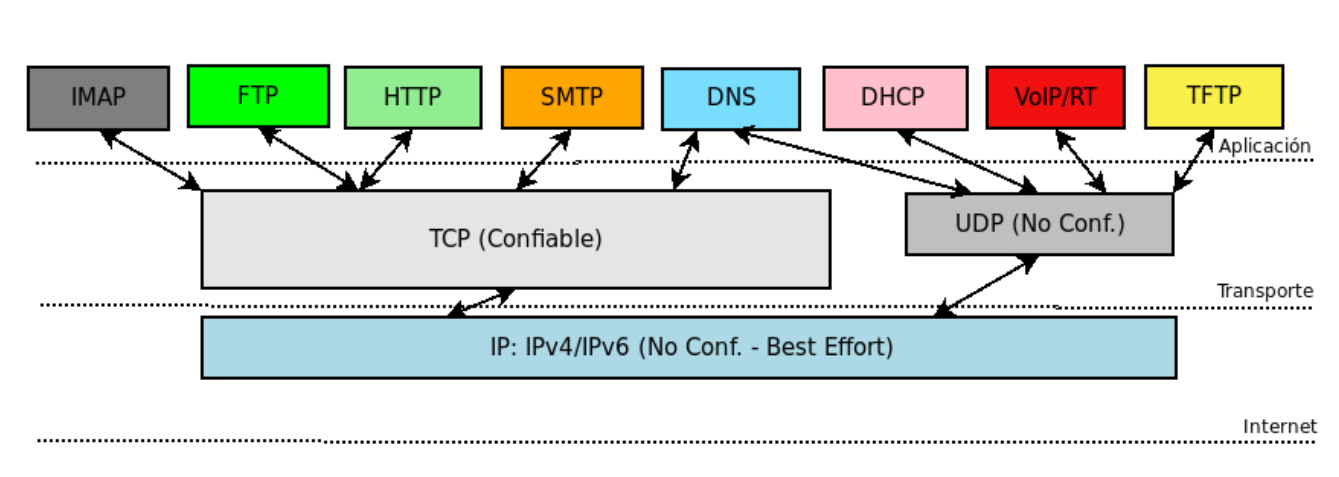 IMAP
FTP
HTTP
SMTP
DNS
DHCP
VoIP/RT
TFTP
Aplicación
TCP (Confiable)
UDP (No Conf.)
Transporte
IP: IPv4/IPv6 (No Conf. - Best Effort)
Internet